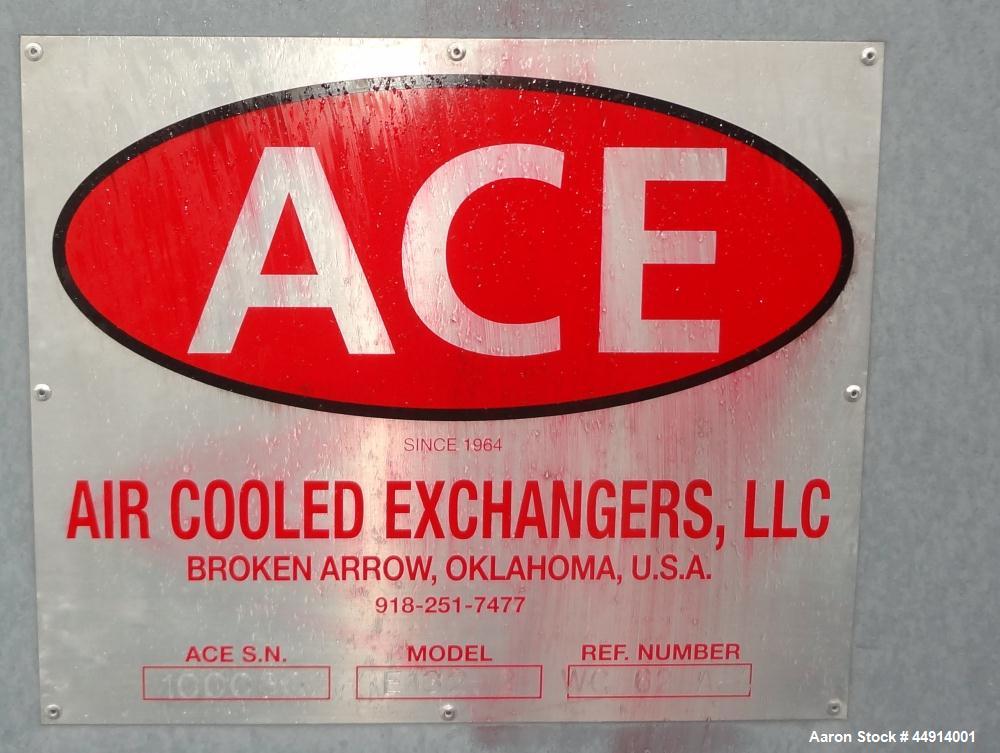 ACE
SINCE 1964
AIR COOLED EXCHANGERS, LLC
BROKEN ARROW, OKLAHOMA, U.S.A.
918-251-7477
ACE S.N. MODEL REF. NUMBER
Aaron Stock # 44914001